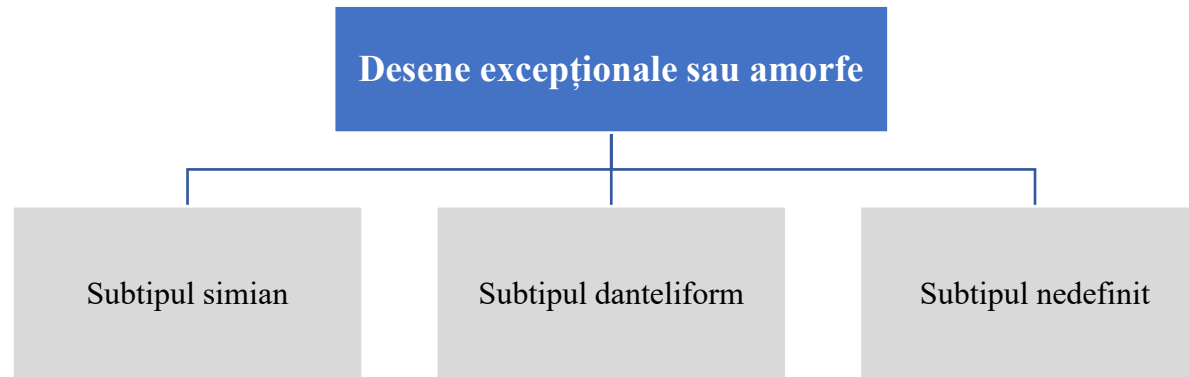 Desene excepționale sau amorfe
Subtipul simian
Subtipul danteliform
Subtipul nedefinit